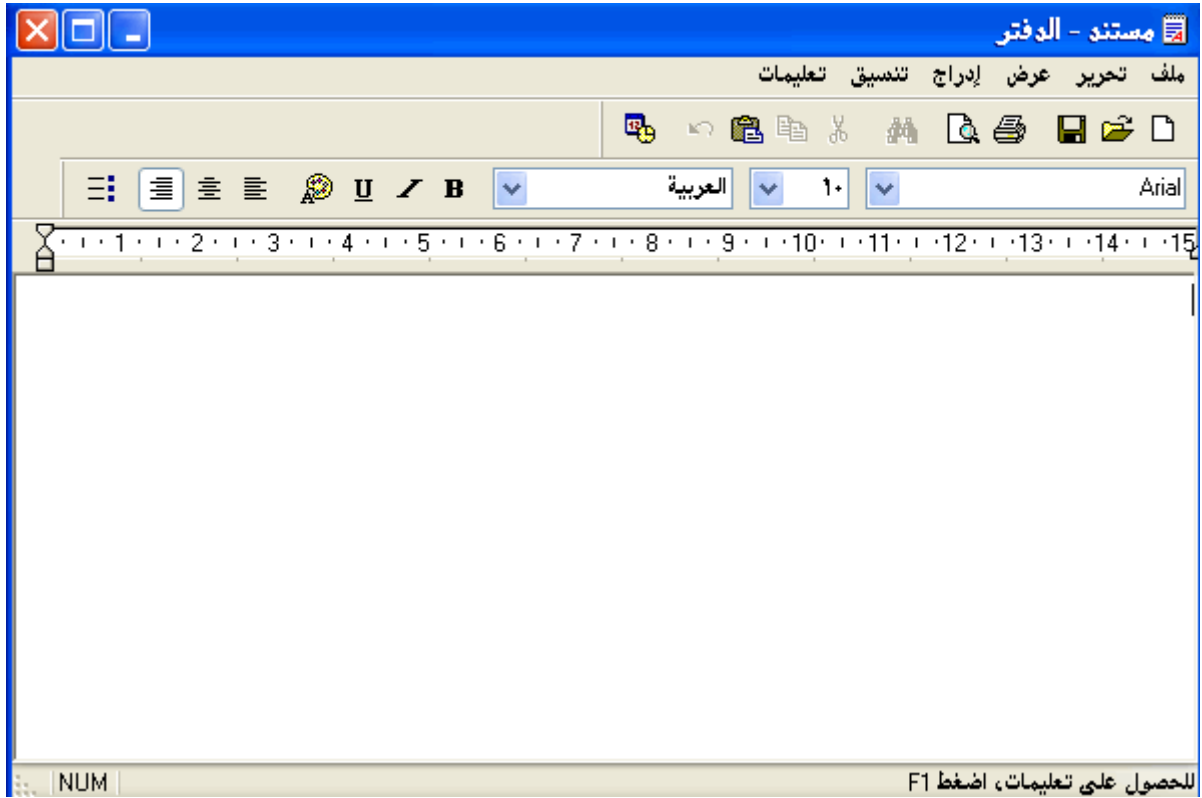 مستند - الدفتر
ملف تحرير عرض إدراج تنسيق تعليمات
Arial ١٠ العربية B U
1 2 3 4 5 6 7 8 9 10 11 12 13 14 15
للحصول على تعليمات، اضغط F1 NUM